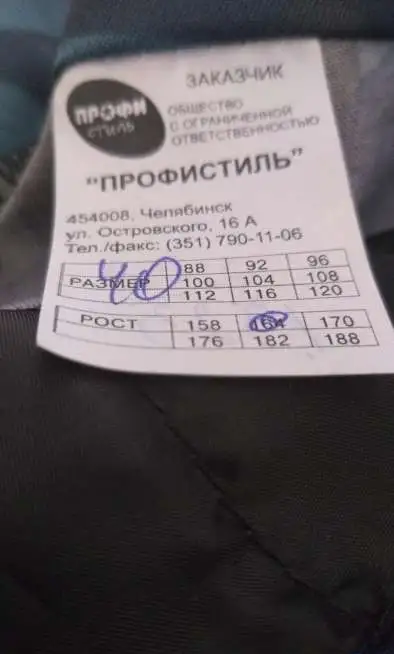 ПРОФИ
СТИЛЬ
ЗАКАЗЧИК
ОБЩЕСТВО
С ОГРАНИЧЕННОЙ
ОТВЕТСТВЕННОСТЬЮ
"ПРОФИСТИЛЬ"
454008, Челябинск
ул. Островского, 16 А
Тел./факс: (351) 790-11-06
РАЗМЕР 40 88 92 96
100 104 108
112 116 120
РОСТ 158 164 170
176 182 188